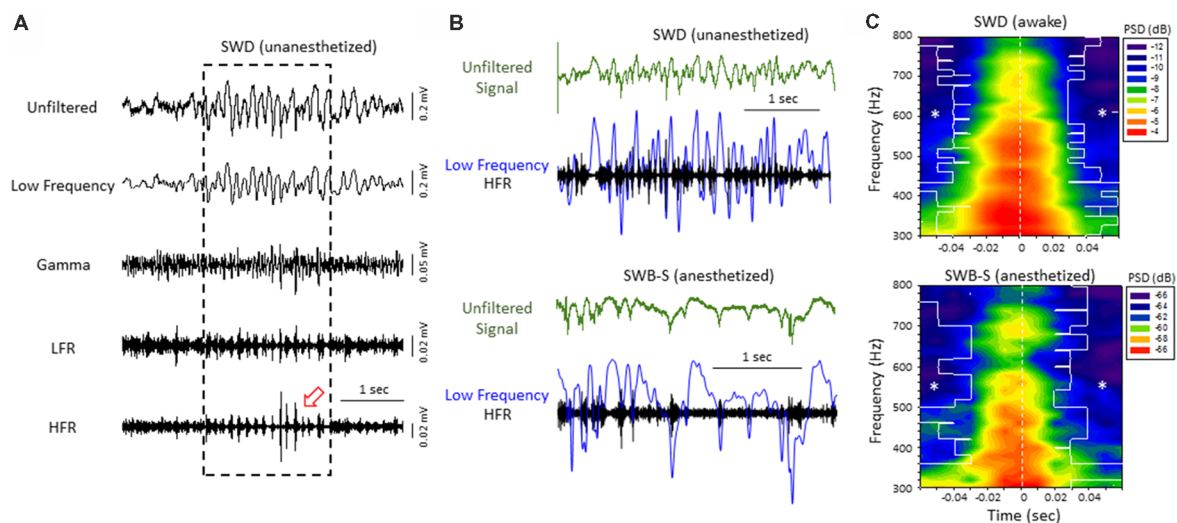 A
SWD (unanesthetized)
Unfiltered
0.2 mV
Low Frequency
0.2 mV
Gamma
0.05 mV
LFR
0.02 mV
1 sec
HFR
0.02 mV
B
SWD (unanesthetized)
Unfiltered
Signal
1 sec
Low Frequency
HFR
SWB-S (anesthetized)
Unfiltered
Signal
1 sec
Low Frequency
HFR
C
SWD (awake)
PSD (dB)
-12
-11
-10
-9
-8
-7
-6
-5
-4
Frequency (Hz)
800
700
600
500
400
300
* *
-0.04 -0.02 0 0.02 0.04
SWB-S (anesthetized)
PSD (dB)
-66
-64
-62
-60
-68
-66
Frequency (Hz)
800
700
600
500
400
300
* *
-0.04 -0.02 0 0.02 0.04
Time (sec)